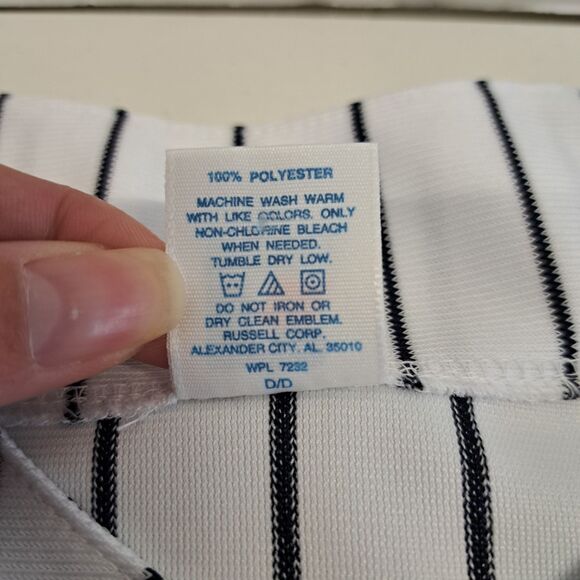 100% POLYESTER
MACHINE WASH WARM
WITH LIKE COLORS. ONLY
NON-CHLORINE BLEACH
WHEN NEEDED.
TUMBLE DRY LOW.
DO NOT IRON OR
DRY CLEAN EMBLEM.
RUSSELL CORP.
ALEXANDER CITY, AL 35010
WPL 7232
D/D